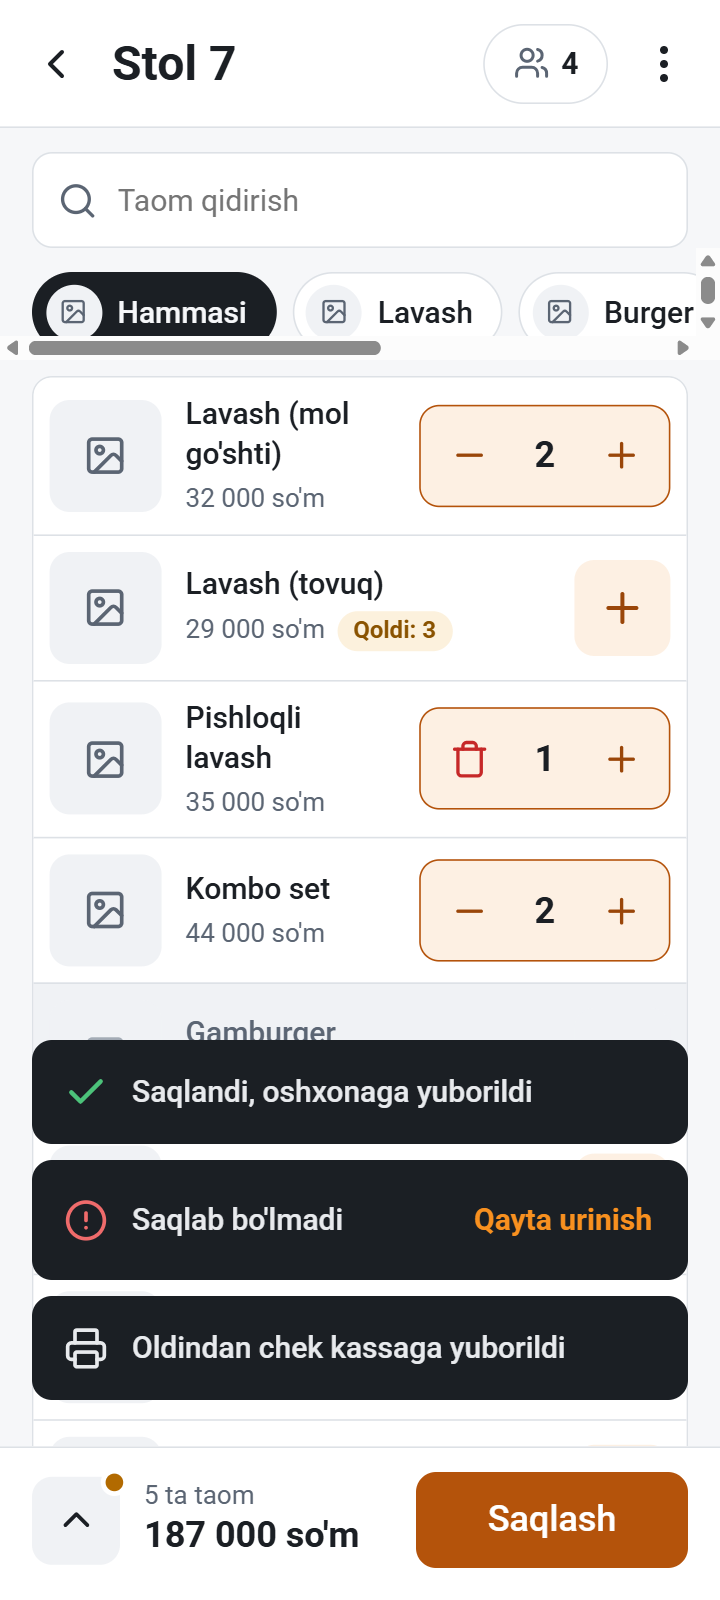 Stol 7
4
Taom qidirish
Hammasi
Lavash
Burger
Lavash (mol
go'shti)
32 000 so'm
2
Lavash (tovuq)
29 000 so'm
Qoldi: 3
Pishloqli
lavash
35 000 so'm
1
Kombo set
44 000 so'm
2
Gamburger
Saqlandi, oshxonaga yuborildi
Saqlab bo'lmadi
Qayta urinish
Oldindan chek kassaga yuborildi
5 ta taom
187 000 so'm
Saqlash